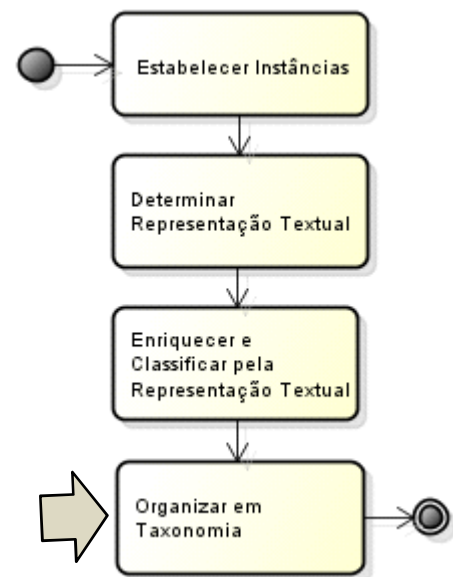 Estabelecer Instâncias
Determinar
Representação Textual
Enriquecer e
Classificar pela
Representação Textual
Organizar em
Taxonomia